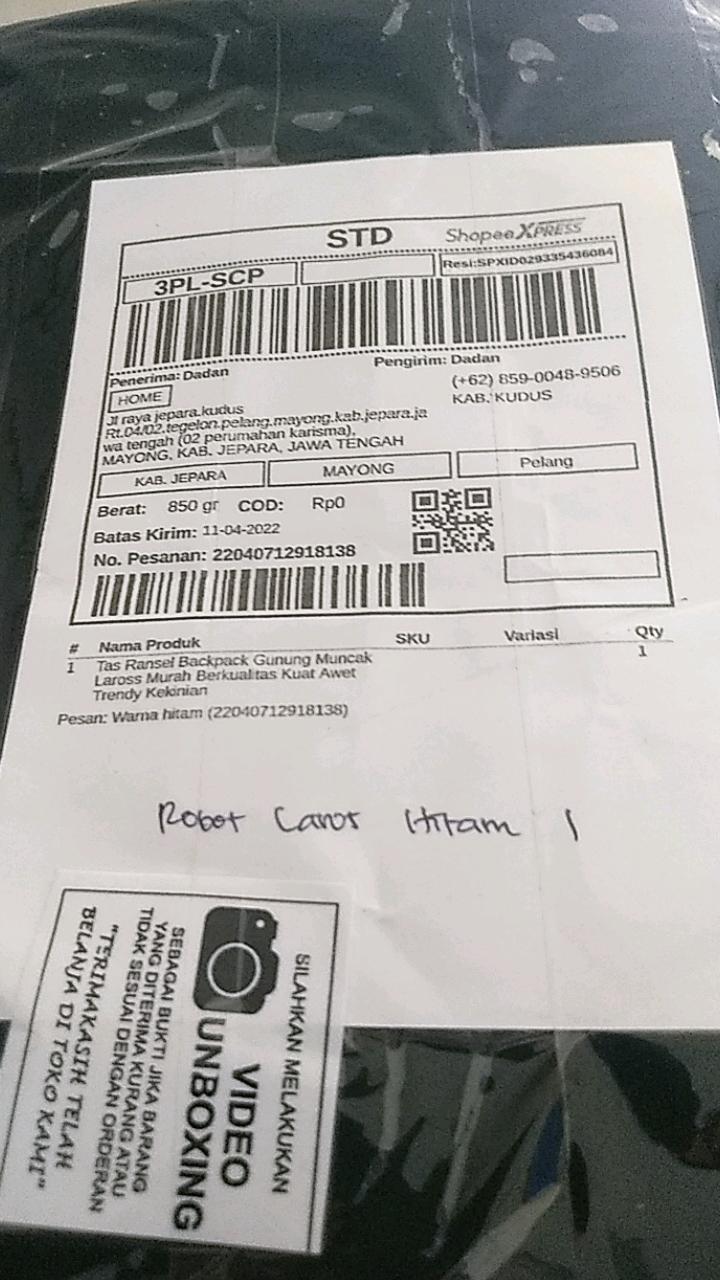 STD
ShopeeXPRESS
3PL-SCP
Resi:SPXID029335436084
Penerima: Dadan
Pengirim: Dadan
HOME
(+62) 859-0048-9506
KAB. KUDUS
Jl raya jepara.kudus
Rt.04/02.tegelon.pelang.mayong.kab.jepara.ja
wa tengah (02 perumahan karisma),
MAYONG, KAB. JEPARA, JAWA TENGAH
KAB. JEPARA
MAYONG
Pelang
Berat: 850 gr COD: Rp0
Batas Kirim: 11-04-2022
No. Pesanan: 22040712918138
# Nama Produk SKU Variasi Qty
1 Tas Ransel Backpack Gunung Muncak 1
Laross Murah Berkualitas Kuat Awet
Trendy Kekinian
Pesan: Warna hitam (22040712918138)
Robot Hitam 1
SILAHKAN MELAKUKAN
VIDEO
UNBOXING
SEBAGAI BUKTI JIKA BARANG
YANG DITERIMA KURANG ATAU
TIDAK SESUAI DENGAN ORDERAN
"TERIMAKASIH TELAH
BELANJA DI TOKO KAMI"